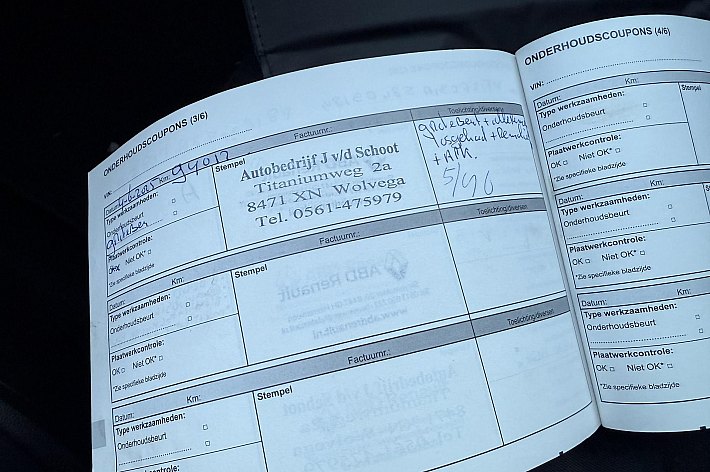 ONDERHOUDSCOUPONS (3/6)
VIN:
Datum: Km: 94017 Factuurnr.: Toelichting/diversen
Type werkzaamheden: Stempel
Onderhoudsbeurt
Plaatwerkcontrole:
OK Niet OK*
*Zie specifieke bladzijde
Autobedrijf J v/d Schoot
Titaniumweg 2a
8471 XN Wolvega
Tel. 0561-475979
+ APK.
Datum: Km: Factuurnr.: Toelichting/diversen
Type werkzaamheden: Stempel
Onderhoudsbeurt
Plaatwerkcontrole:
OK Niet OK*
*Zie specifieke bladzijde
Datum: Km: Factuurnr.: Toelichting/diversen
Type werkzaamheden: Stempel
Onderhoudsbeurt
ONDERHOUDSCOUPONS (4/6)
VIN:
Datum: Km:
Type werkzaamheden: Stempel
Onderhoudsbeurt
Plaatwerkcontrole:
OK Niet OK*
*Zie specifieke bladzijde
Datum: Km:
Type werkzaamheden:
Onderhoudsbeurt
Plaatwerkcontrole:
OK Niet OK*
*Zie specifieke bladzijde
Datum: Km:
Type werkzaamheden:
Onderhoudsbeurt
Plaatwerkcontrole:
OK Niet OK*
*Zie specifieke bladzijde